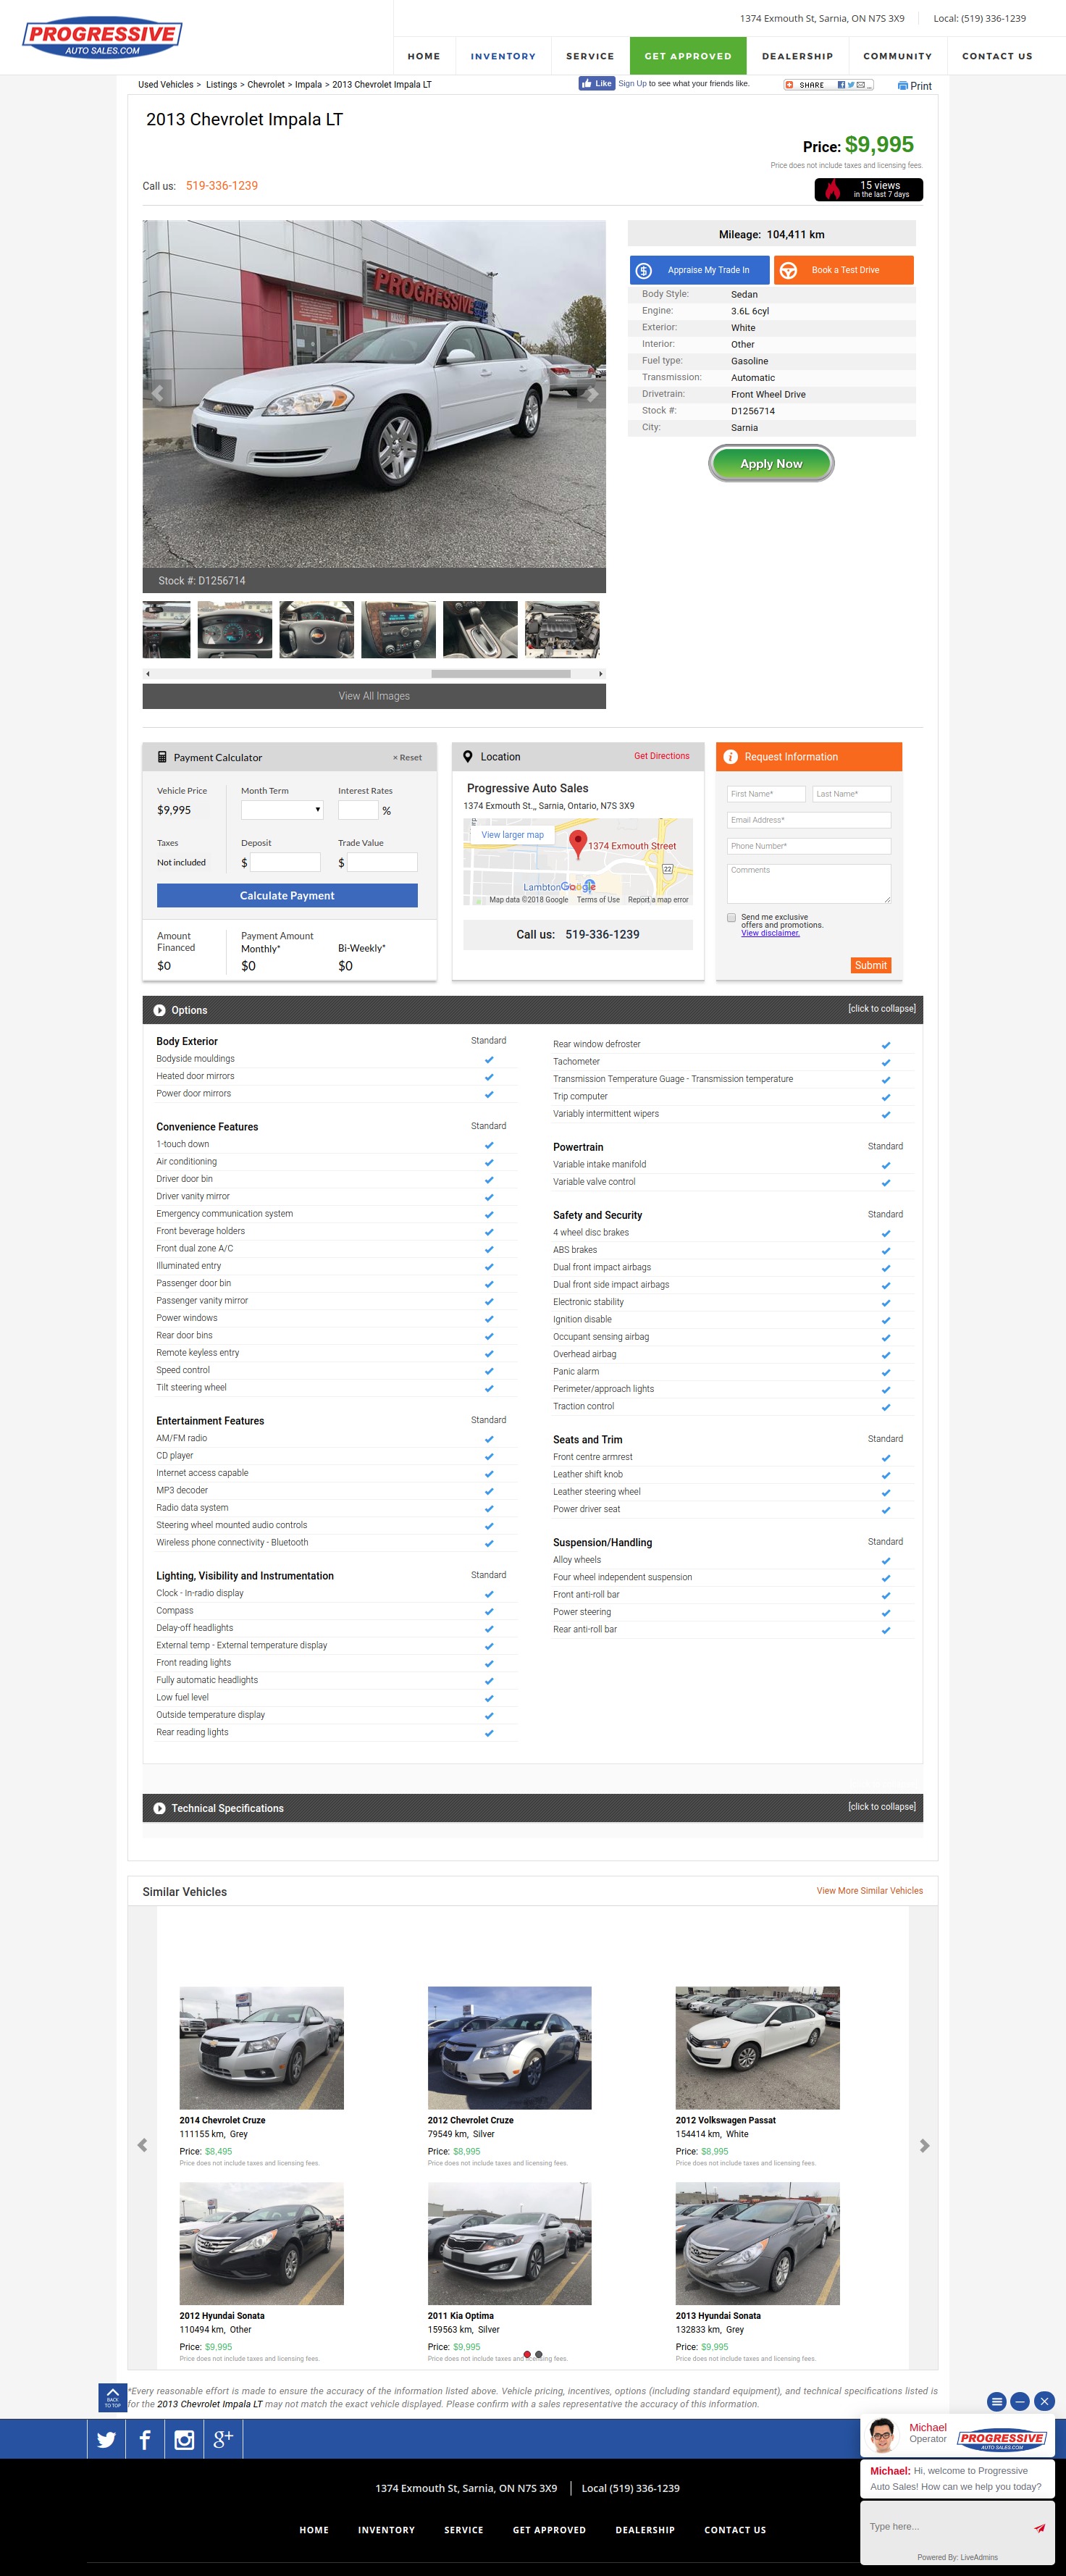 PROGRESSIVE
AUTO SALES.COM
1374 Exmouth St, Sarnia, ON N7S 3X9
Local: (519) 336-1239
HOME
INVENTORY
SERVICE
GET APPROVED
DEALERSHIP
COMMUNITY
CONTACT US
Used Vehicles > Listings > Chevrolet > Impala > 2013 Chevrolet Impala LT
Like
Sign Up to see what your friends like.
SHARE
Print
2013 Chevrolet Impala LT
Price: $9,995
Price does not include taxes and licensing fees.
Call us: 519-336-1239
15 views
in the last 7 days
PROGRESSIVE
Stock #: D1256714
View All Images
Mileage: 104,411 km
Appraise My Trade In
Book a Test Drive
Body Style: Sedan
Engine: 3.6L 6cyl
Exterior: White
Interior: Other
Fuel type: Gasoline
Transmission: Automatic
Drivetrain: Front Wheel Drive
Stock #: D1256714
City: Sarnia
Apply Now
Payment Calculator
× Reset
Vehicle Price
Month Term
Interest Rates
$9,995
%
Taxes
Deposit
Trade Value
Not included
$
$
Calculate Payment
Amount Financed
Payment Amount
Monthly*
Bi-Weekly*
$0
$0
$0
Location
Get Directions
Progressive Auto Sales
1374 Exmouth St.,, Sarnia, Ontario, N7S 3X9
View larger map
1374 Exmouth Street
22
Lambton
Google
Map data ©2018 Google
Terms of Use
Report a map error
Call us: 519-336-1239
Request Information
First Name*
Last Name*
Email Address*
Phone Number*
Comments
Send me exclusive
offers and promotions.
View disclaimer.
Submit
Options
[click to collapse]
Body Exterior Standard
Bodyside mouldings
Heated door mirrors
Power door mirrors
Convenience Features Standard
1-touch down
Air conditioning
Driver door bin
Driver vanity mirror
Emergency communication system
Front beverage holders
Front dual zone A/C
Illuminated entry
Passenger door bin
Passenger vanity mirror
Power windows
Rear door bins
Remote keyless entry
Speed control
Tilt steering wheel
Entertainment Features Standard
AM/FM radio
CD player
Internet access capable
MP3 decoder
Radio data system
Steering wheel mounted audio controls
Wireless phone connectivity - Bluetooth
Lighting, Visibility and Instrumentation Standard
Clock - In-radio display
Compass
Delay-off headlights
External temp - External temperature display
Front reading lights
Fully automatic headlights
Low fuel level
Outside temperature display
Rear reading lights
Rear window defroster
Tachometer
Transmission Temperature Guage - Transmission temperature
Trip computer
Variably intermittent wipers
Powertrain Standard
Variable intake manifold
Variable valve control
Safety and Security Standard
4 wheel disc brakes
ABS brakes
Dual front impact airbags
Dual front side impact airbags
Electronic stability
Ignition disable
Occupant sensing airbag
Overhead airbag
Panic alarm
Perimeter/approach lights
Traction control
Seats and Trim Standard
Front centre armrest
Leather shift knob
Leather steering wheel
Power driver seat
Suspension/Handling Standard
Alloy wheels
Four wheel independent suspension
Front anti-roll bar
Power steering
Rear anti-roll bar
Technical Specifications
[click to collapse]
Similar Vehicles
View More Similar Vehicles
2014 Chevrolet Cruze
111155 km, Grey
Price: $8,495
Price does not include taxes and licensing fees.
2012 Chevrolet Cruze
79549 km, Silver
Price: $8,995
Price does not include taxes and licensing fees.
2012 Volkswagen Passat
154414 km, White
Price: $8,995
Price does not include taxes and licensing fees.
2012 Hyundai Sonata
110494 km, Other
Price: $9,995
Price does not include taxes and licensing fees.
2011 Kia Optima
159563 km, Silver
Price: $9,995
Price does not include taxes and licensing fees.
2013 Hyundai Sonata
132833 km, Grey
Price: $9,995
Price does not include taxes and licensing fees.
BACK
TO TOP
*Every reasonable effort is made to ensure the accuracy of the information listed above. Vehicle pricing, incentives, options (including standard equipment), and technical specifications listed is
for the 2013 Chevrolet Impala LT may not match the exact vehicle displayed. Please confirm with a sales representative the accuracy of this information.
1374 Exmouth St, Sarnia, ON N7S 3X9
Local (519) 336-1239
HOME
INVENTORY
SERVICE
GET APPROVED
DEALERSHIP
CONTACT US
Michael
Operator
PROGRESSIVE
AUTO SALES.COM
Michael: Hi, welcome to Progressive
Auto Sales! How can we help you today?
Type here...
Powered By: LiveAdmins